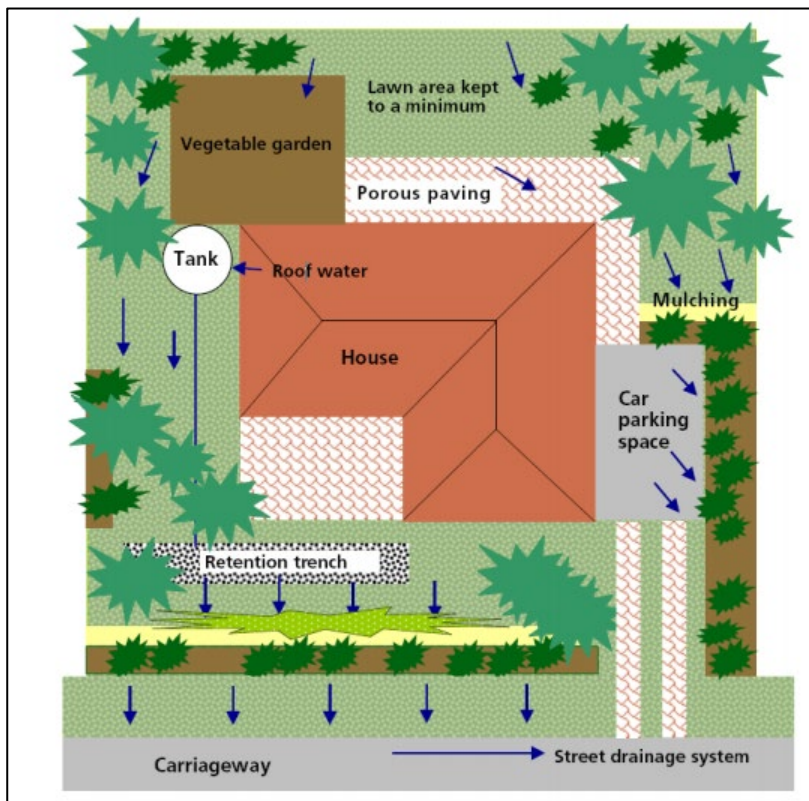 Lawn area kept
to a minimum
Vegetable garden
Porous paving
Tank
Roof water
Mulching
House
Car
parking
space
Retention trench
Street drainage system
Carriageway